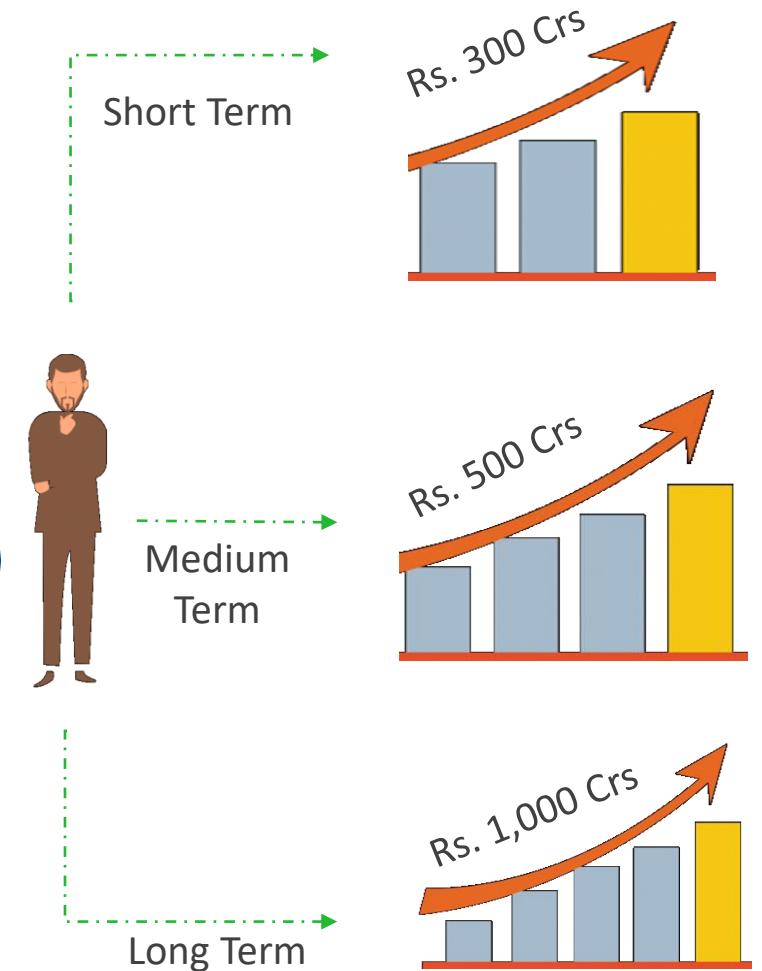 Rs. 300 Crs
Short Term
Rs. 500 Crs
Medium
Term
Rs. 1,000 Crs
Long Term